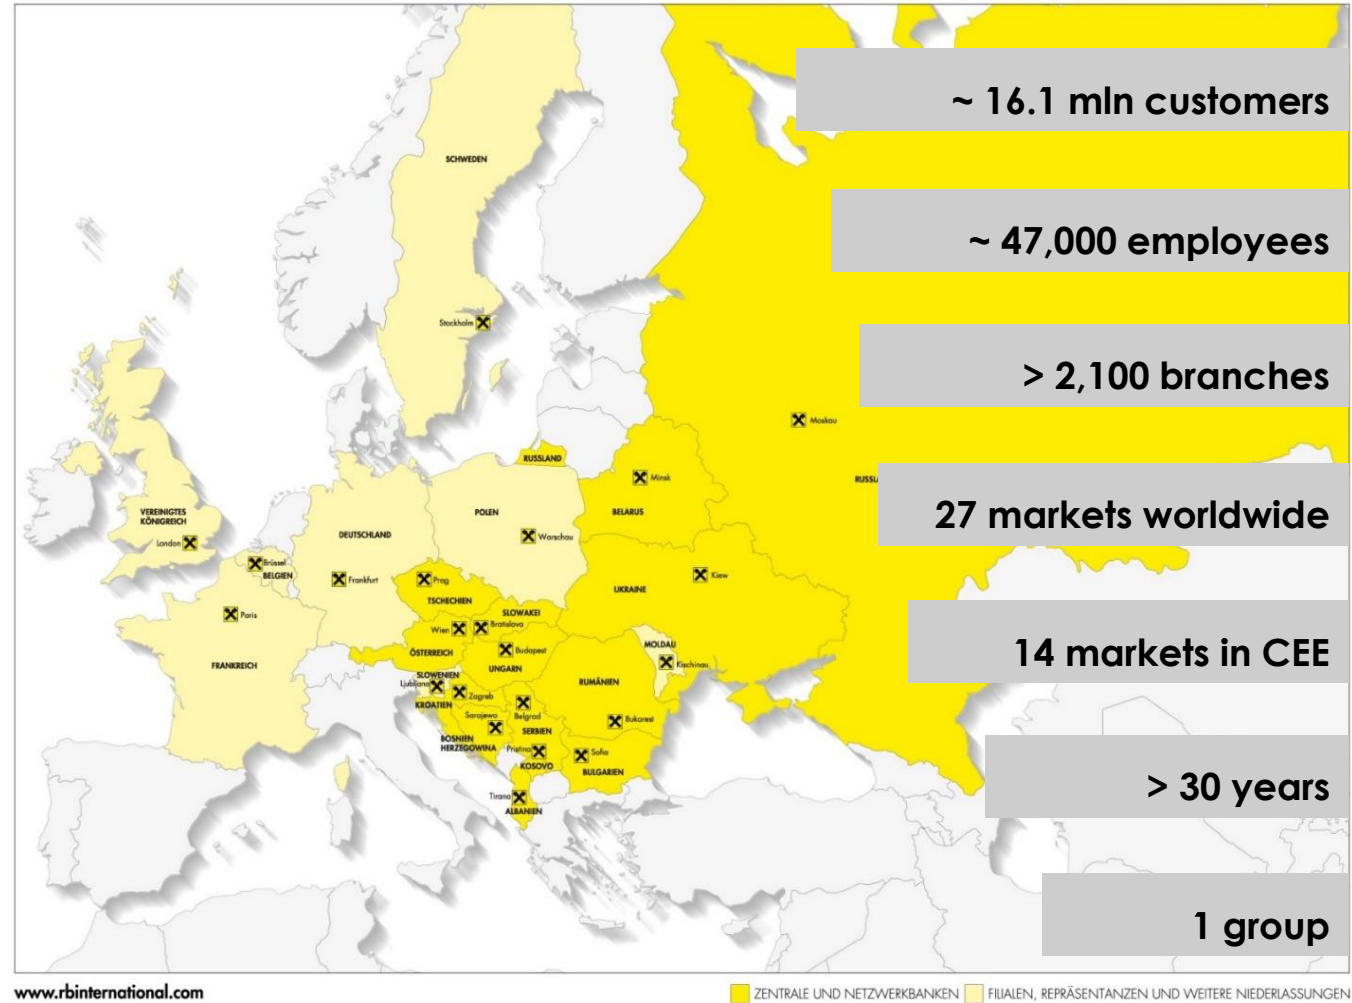 ~ 16.1 mln customers
SCHWEDEN
~ 47,000 employees
Stockholm
> 2,100 branches
Moskau
RUSSLAND
Minsk
RUSSLA
POLEN
BELARUS
27 markets worldwide
VEREINIGTES
KÖNIGREICH
DEUTSCHLAND
London
Warschau
Brüssel
BELGIEN
Frankfurt
Prag
Kiew
UKRAINE
TSCHECHIEN
Paris
SLOWAKEI
Wien
Bratislava
MOLDAU
14 markets in CEE
ÖSTERREICH
Budapest
Kischinau
FRANKREICH
UNGARN
SLOWENIEN
Ljubljana
RUMÄNIEN
Zagreb
KROATIEN
Sarajewo
Belgrad
Bukarest
SERBIEN
BOSNIEN
HERZEGOWINA
Pristina
Sofia
KOSOVO
BULGARIEN
> 30 years
Tirana
ALBANIEN
1 group
www.rbinternational.com
ZENTRALE UND NETZWERKBANKEN
FILIALEN, REPRÄSENTANZEN UND WEITERE NIEDERLASSUNGEN